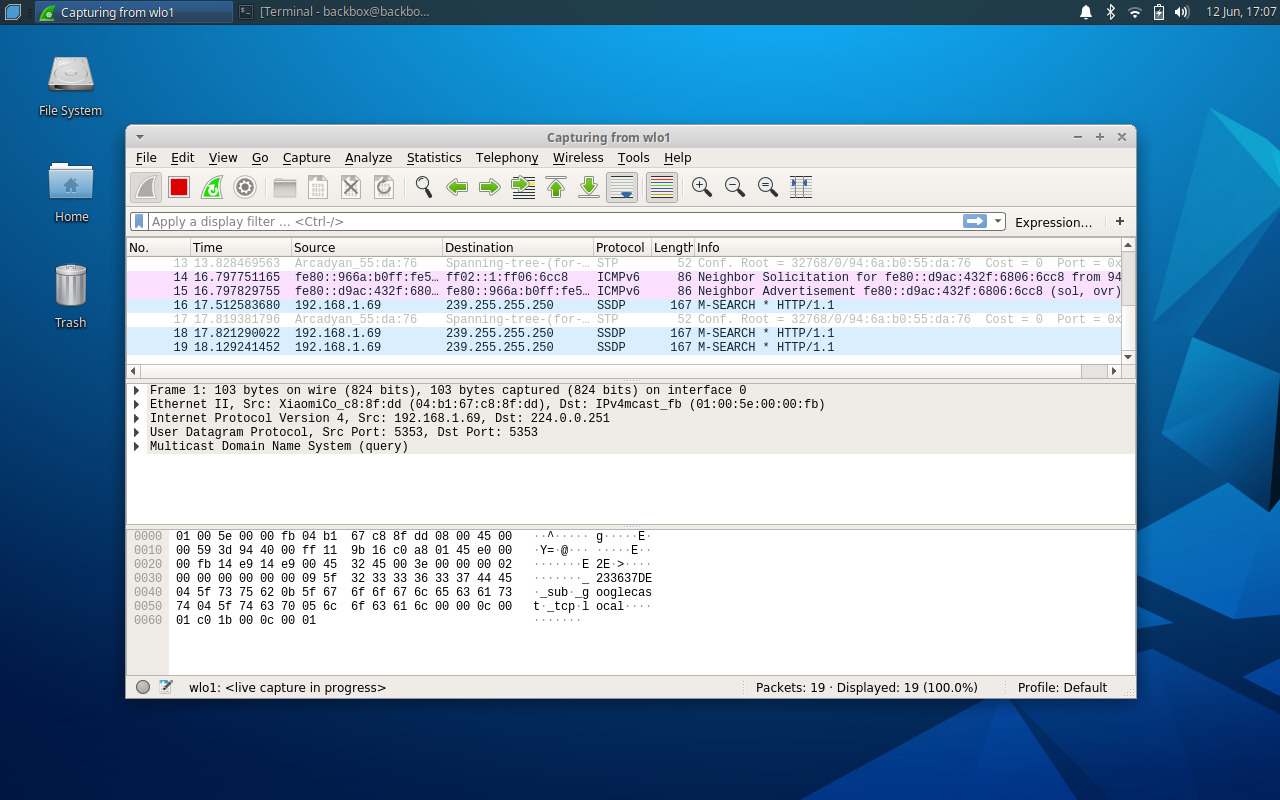 Capturing from wlo1 [Terminal - backbox@backbo... 12 Jun, 17:07
File System
Home
Trash
Capturing from wlo1
File Edit View Go Capture Analyze Statistics Telephony Wireless Tools Help
Apply a display filter ... <Ctrl-/> Expression... +
No. Time Source Destination Protocol Length Info
13 13.828469563 Arcadyan_55:da:76 Spanning-tree-(for-... STP 52 Conf. Root = 32768/0/94:6a:b0:55:da:76 Cost = 0 Port = 0x
14 16.797751165 fe80::966a:b0ff:fe5... ff02::1:ff06:6cc8 ICMPv6 86 Neighbor Solicitation for fe80::d9ac:432f:6806:6cc8 from 94
15 16.797829755 fe80::d9ac:432f:680... fe80::966a:b0ff:fe5... ICMPv6 86 Neighbor Advertisement fe80::d9ac:432f:6806:6cc8 (sol, ovr)
16 17.512583680 192.168.1.69 239.255.255.250 SSDP 167 M-SEARCH * HTTP/1.1
17 17.819381796 Arcadyan_55:da:76 Spanning-tree-(for-... STP 52 Conf. Root = 32768/0/94:6a:b0:55:da:76 Cost = 0 Port = 0x
18 17.821290022 192.168.1.69 239.255.255.250 SSDP 167 M-SEARCH * HTTP/1.1
19 18.129241452 192.168.1.69 239.255.255.250 SSDP 167 M-SEARCH * HTTP/1.1
Frame 1: 103 bytes on wire (824 bits), 103 bytes captured (824 bits) on interface 0
Ethernet II, Src: XiaomiCo_c8:8f:dd (04:b1:67:c8:8f:dd), Dst: IPv4mcast_fb (01:00:5e:00:00:fb)
Internet Protocol Version 4, Src: 192.168.1.69, Dst: 224.0.0.251
User Datagram Protocol, Src Port: 5353, Dst Port: 5353
Multicast Domain Name System (query)
0000 01 00 5e 00 00 fb 04 b1 67 c8 8f dd 08 00 45 00 ··^····· g·····E·
0010 00 59 3d 94 40 00 ff 11 9b 16 c0 a8 01 45 e0 00 ·Y=·@··· ·····E··
0020 00 fb 14 e9 14 e9 00 45 32 45 00 3e 00 00 00 02 ·······E 2E·>····
0030 00 00 00 00 00 00 09 5f 32 33 33 36 33 37 44 45 ·······_ 233637DE
0040 04 5f 73 75 62 0b 5f 67 6f 6f 67 6c 65 63 61 73 ·_sub·_g ooglecas
0050 74 04 5f 74 63 70 05 6c 6f 63 61 6c 00 00 0c 00 t·_tcp·l ocal····
0060 01 c0 1b 00 0c 00 01 ·······
wlo1: <live capture in progress> Packets: 19 · Displayed: 19 (100.0%) Profile: Default